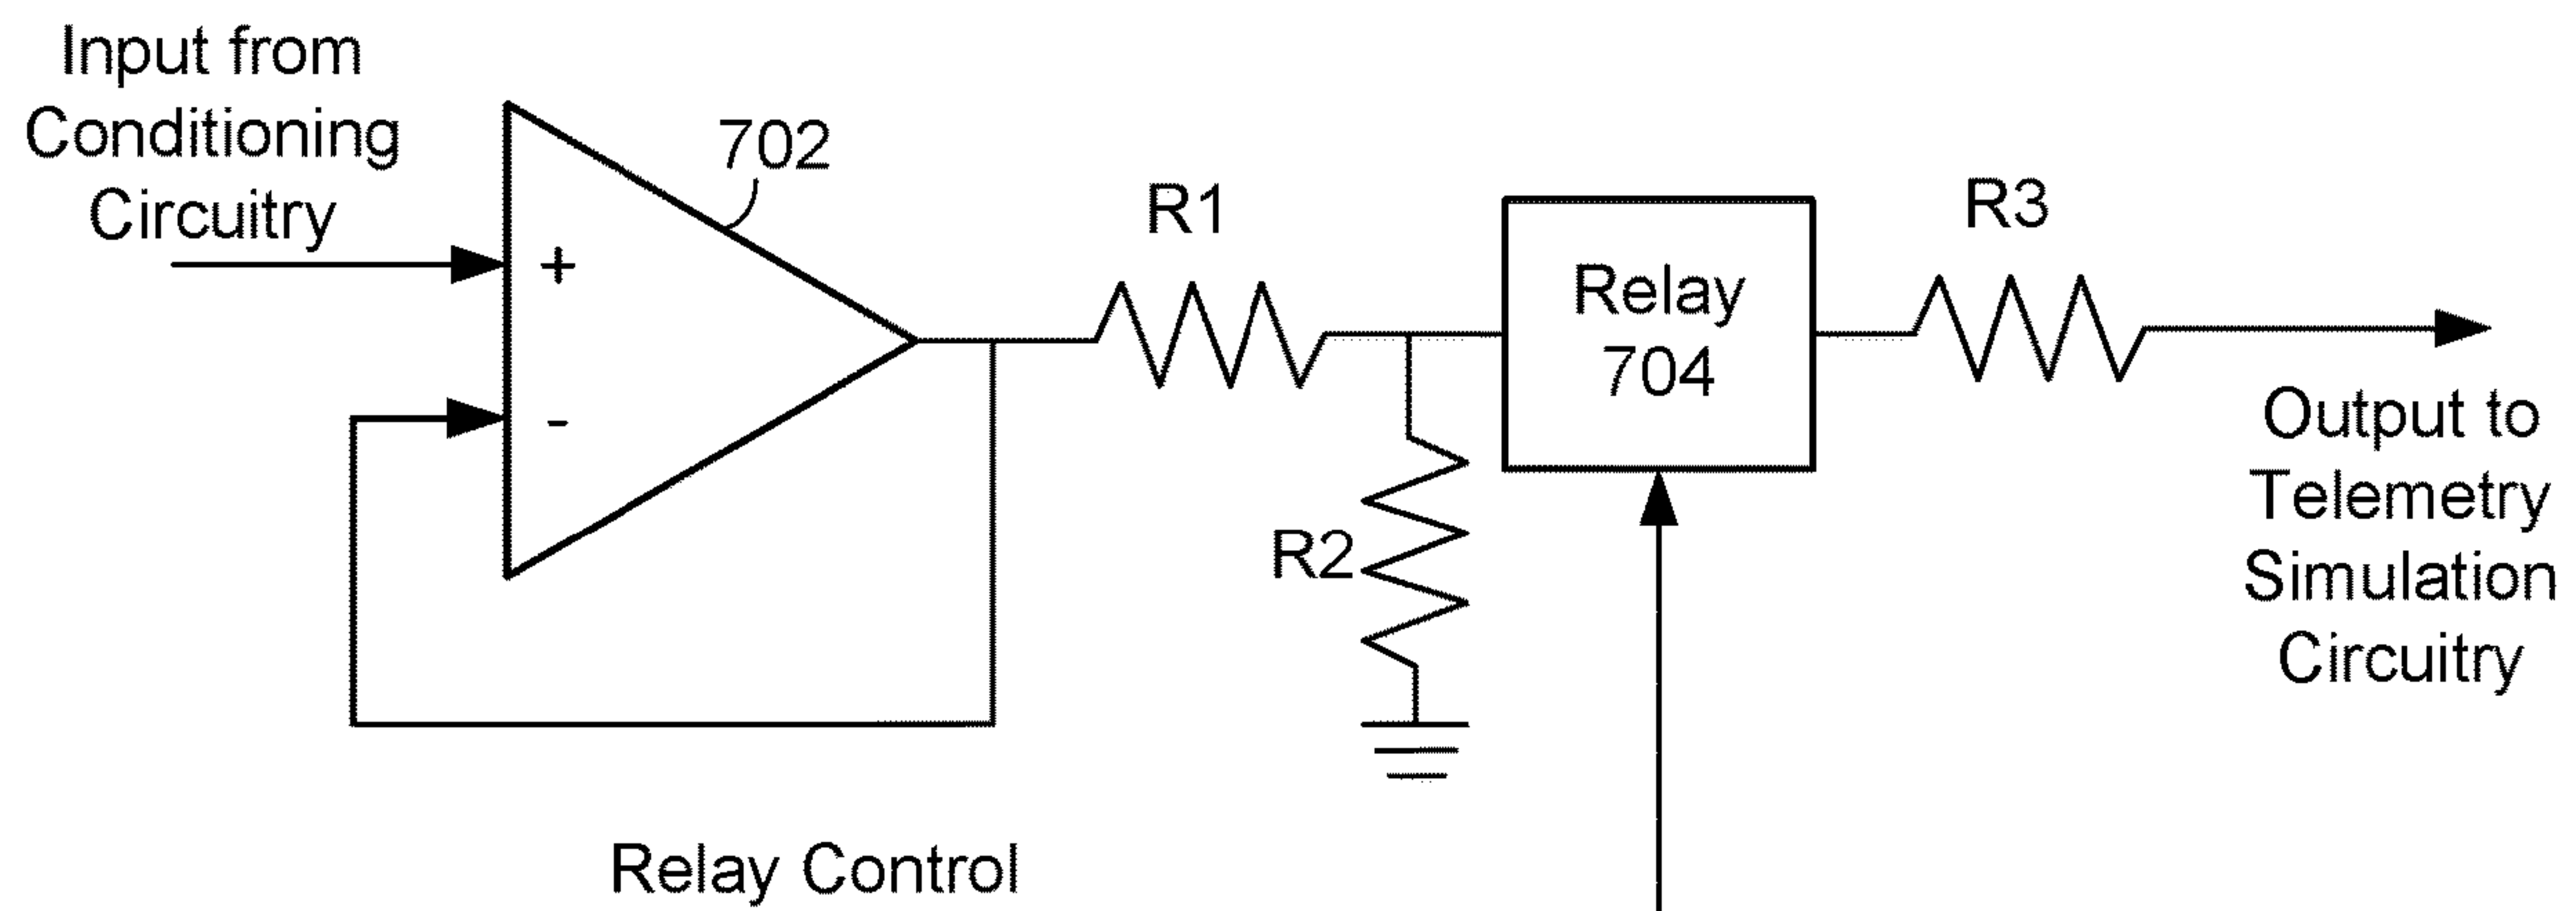 Input from
Conditioning
Circuitry
702
+
-
R1
R2
Relay
704
R3
Output to
Telemetry
Simulation
Circuitry
Relay Control